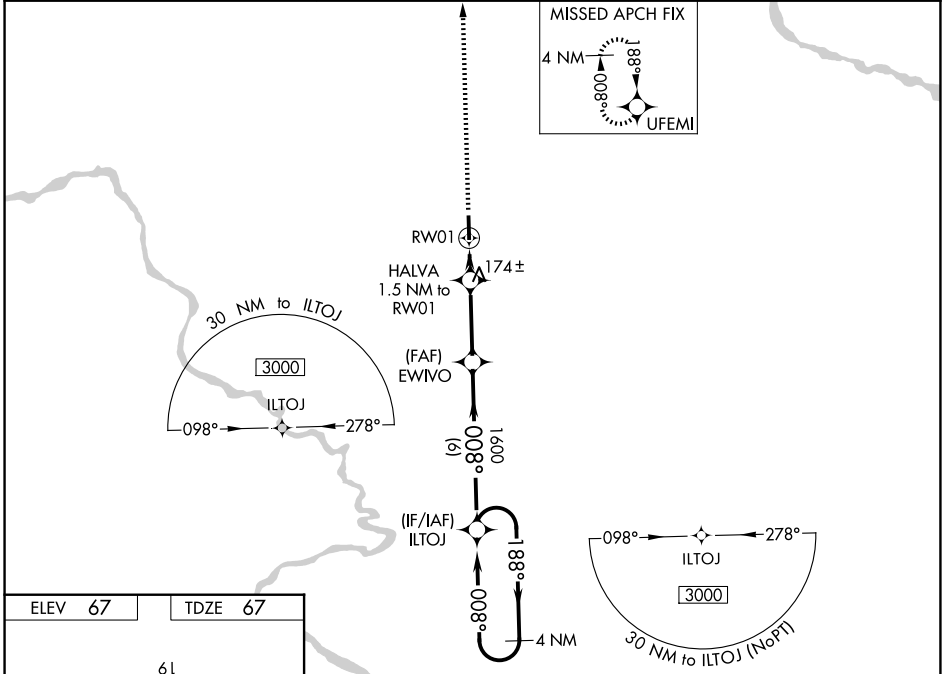 MISSED APCH FIX
4 NM
188°
008°
UFEMI
RW01
HALVA
1.5 NM to
RW01
174±
30 NM to ILTOJ
3000
ILTOJ
098°
278°
(FAF)
EWIVO
1600
008°
(6)
(IF/IAF)
ILTOJ
188°
008°
4 NM
098°
278°
ILTOJ
3000
30 NM to ILTOJ (NoPT)
ELEV 67
TDZE 67